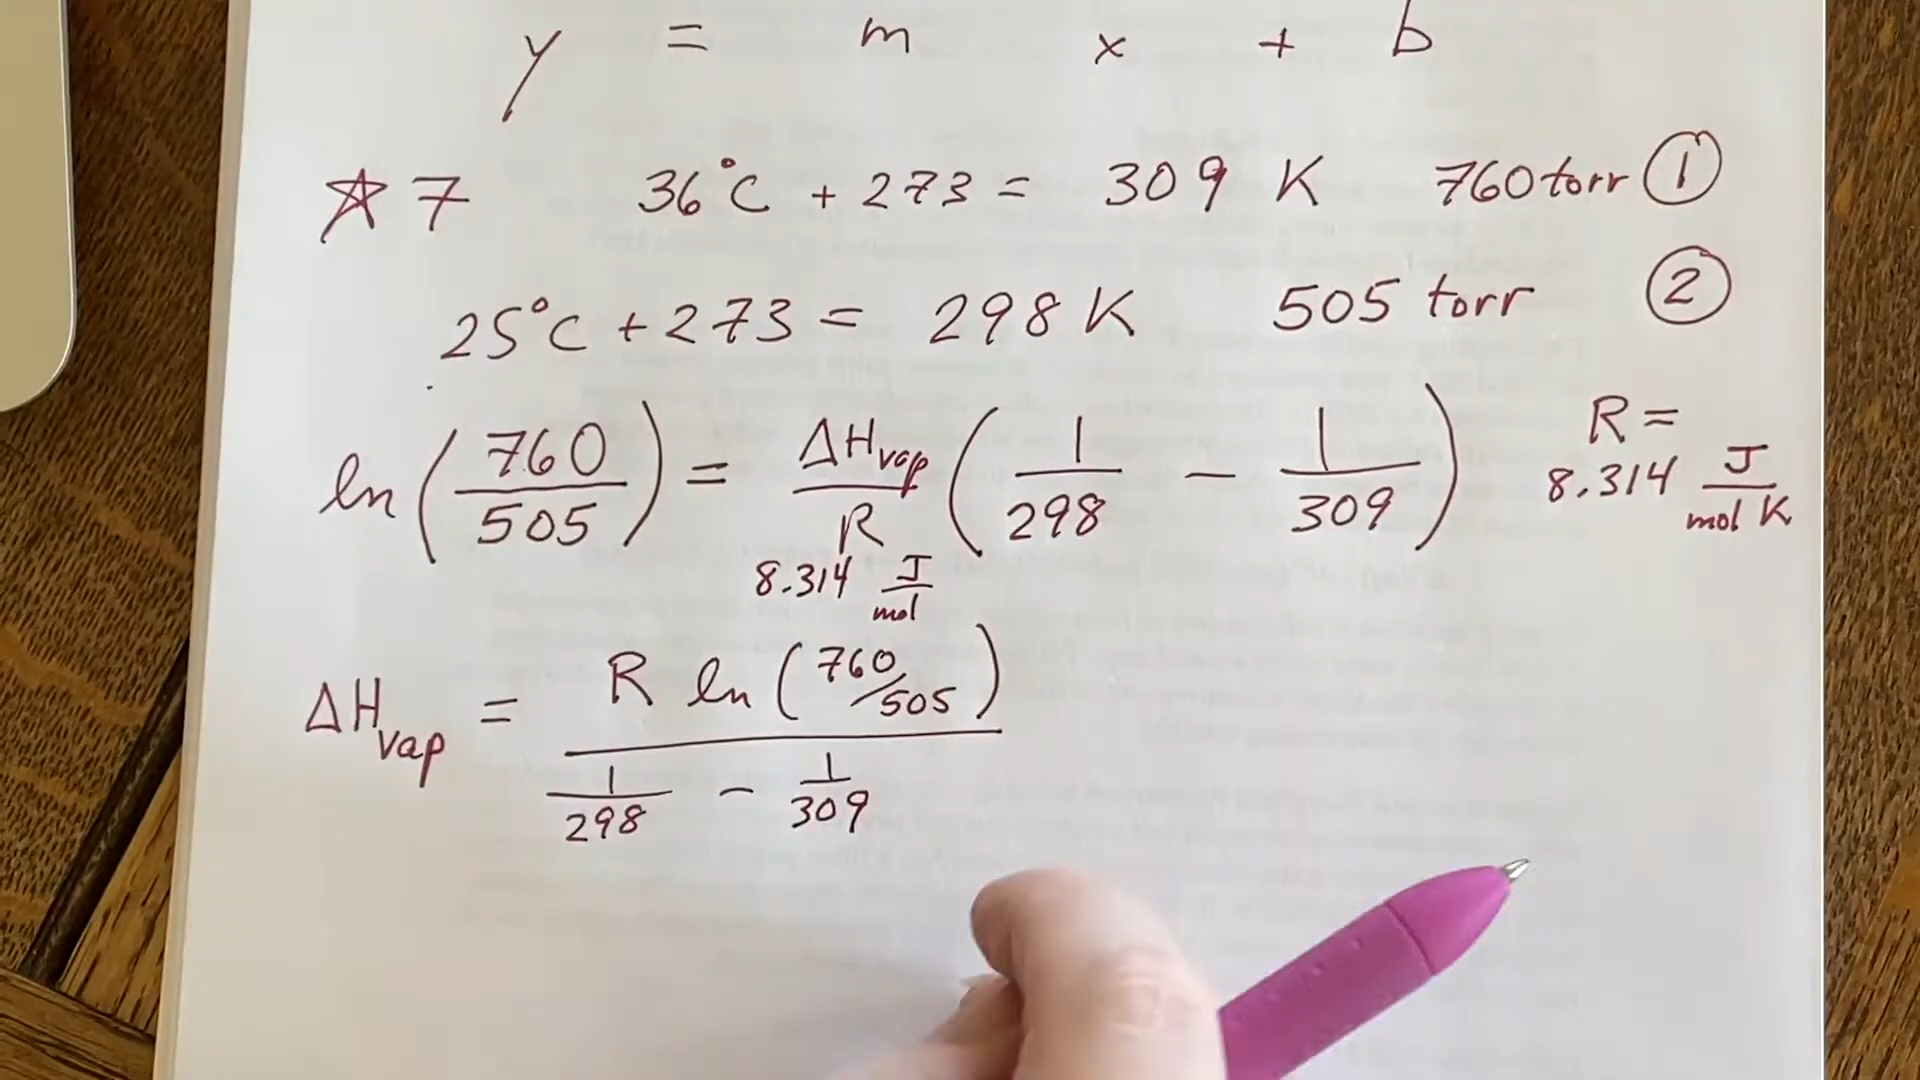 y = m x + b
☆ 7 36°C + 273 = 309 K 760 torr ①
25°C + 273 = 298 K 505 torr ②
ln(760/505) = ΔHvap/R (1/298 − 1/309) R = 8.314 J/mol K
8.314 J/mol
ΔHvap = R ln(760/505) / (1/298 − 1/309)